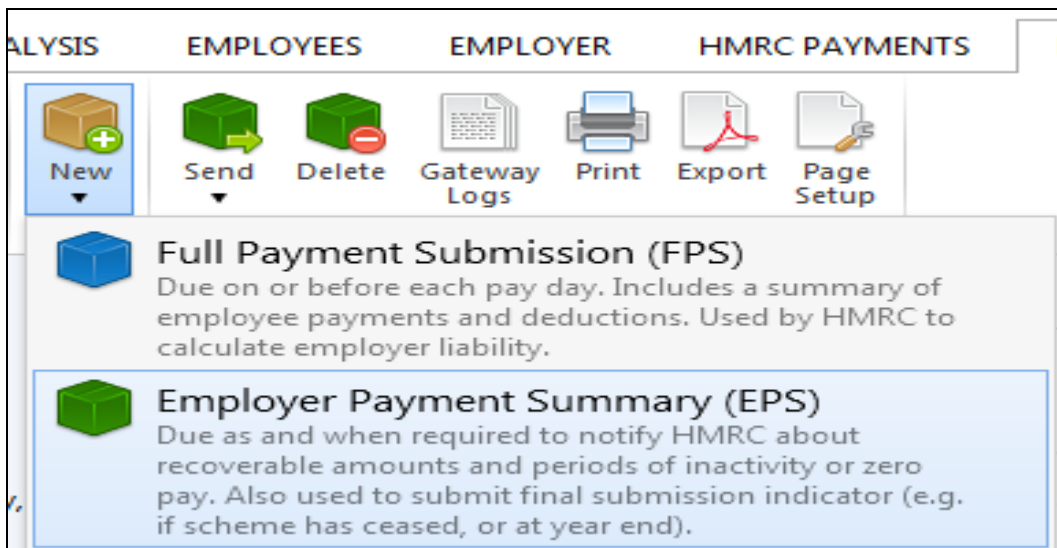 ALYSIS EMPLOYEES EMPLOYER HMRC PAYMENTS
New Send Delete Gateway Logs Print Export Page Setup
Full Payment Submission (FPS)
Due on or before each pay day. Includes a summary of
employee payments and deductions. Used by HMRC to
calculate employer liability.
Employer Payment Summary (EPS)
Due as and when required to notify HMRC about
recoverable amounts and periods of inactivity or zero
pay. Also used to submit final submission indicator (e.g.
if scheme has ceased, or at year end).